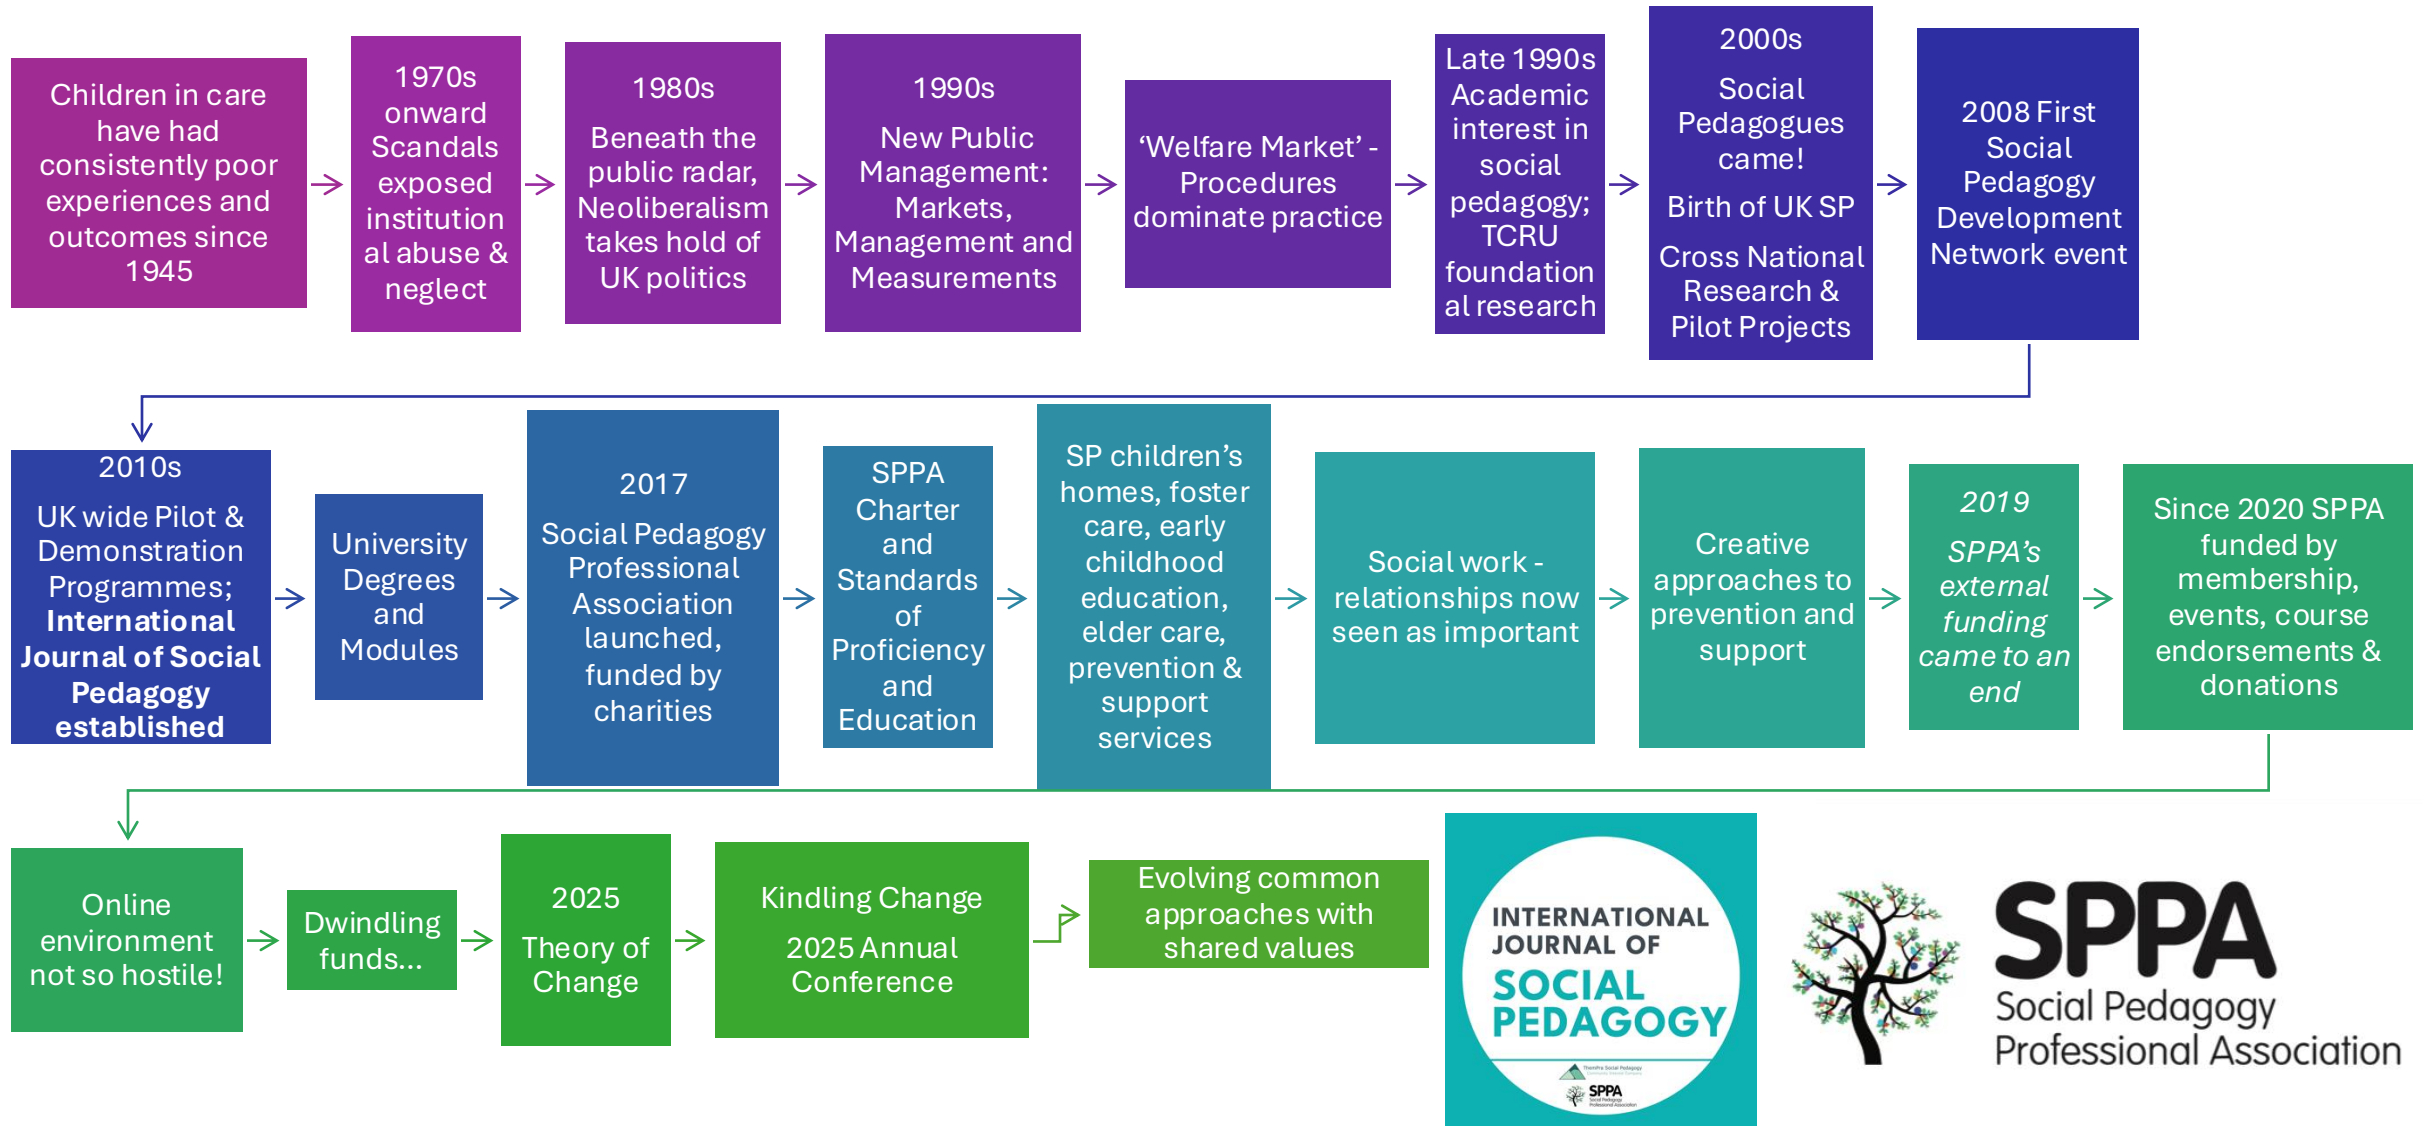 Children in care
have had
consistently poor
experiences and
outcomes since
1945
1970s
onward
Scandals
exposed
institution
al abuse &
neglect
1980s
Beneath the
public radar,
Neoliberalism
takes hold of
UK politics
1990s
New Public
Management:
Markets,
Management and
Measurements
‘Welfare Market’ -
Procedures
dominate practice
Late 1990s
Academic
interest in
social
pedagogy;
TCRU
foundation
al research
2000s
Social
Pedagogues
came!
Birth of UK SP
Cross National
Research &
Pilot Projects
2008 First
Social
Pedagogy
Development
Network event
2010s
UK wide Pilot &
Demonstration
Programmes;
International
Journal of Social
Pedagogy
established
University
Degrees
and
Modules
2017
Social Pedagogy
Professional
Association
launched,
funded by
charities
SPPA
Charter
and
Standards
of
Proficiency
and
Education
SP children’s
homes, foster
care, early
childhood
education,
elder care,
prevention &
support
services
Social work -
relationships now
seen as important
Creative
approaches to
prevention and
support
2019
SPPA’s
external
funding
came to an
end
Since 2020 SPPA
funded by
membership,
events, course
endorsements &
donations
Online
environment
not so hostile!
Dwindling
funds...
2025
Theory of
Change
Kindling Change
2025 Annual
Conference
Evolving common
approaches with
shared values
INTERNATIONAL
JOURNAL OF
SOCIAL
PEDAGOGY
ThemPra Social Pedagogy
SPPA
Social Pedagogy
Professional Association
SPPA
Social Pedagogy
Professional Association